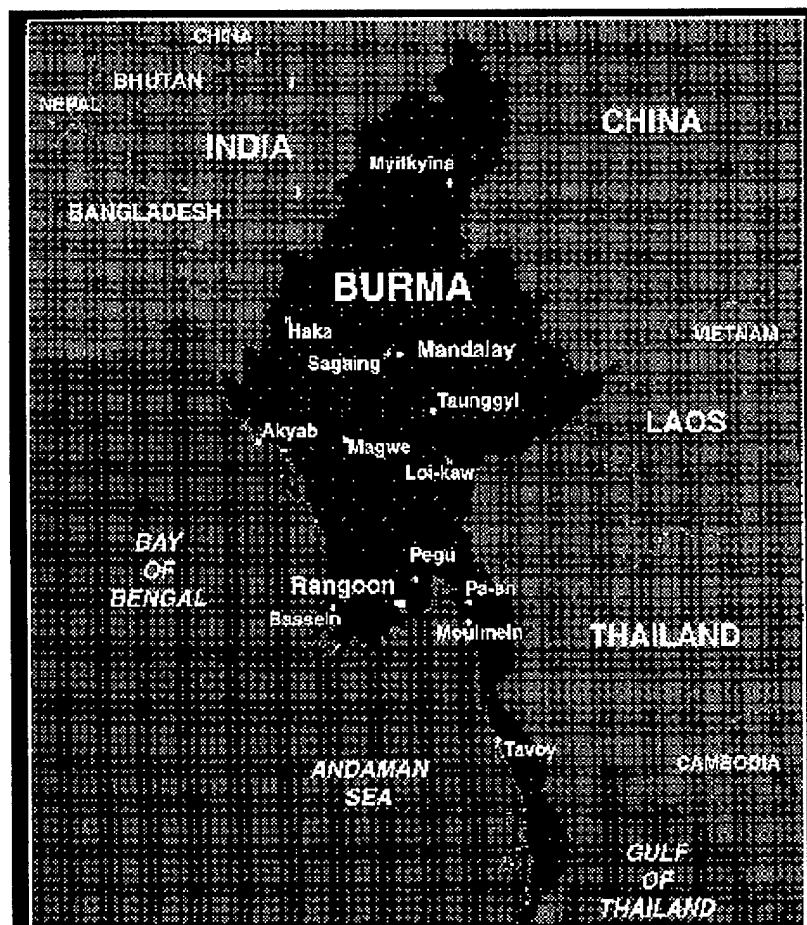 CHINA
BHUTAN
NEPAL
CHINA
INDIA
Myitkyina
BANGLADESH
BURMA
Haka
Mandalay
VIETNAM
Sagaing
Taunggyi
LAOS
Akyab
Magwe
Loi-kaw
BAY
OF
BENGAL
Pegu
Rangoon
Pa-an
Bassein
Moulmein
THAILAND
Tavoy
ANDAMAN
SEA
CAMBODIA
GULF
OF
THAILAND